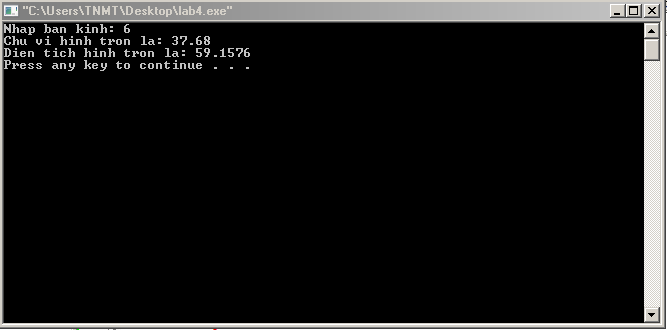 "C:\Users\TNMT\Desktop\lab4.exe"
Nhap ban kinh: 6
Chu vi hinh tron la: 37.68
Dien tich hinh tron la: 59.1576
Press any key to continue . . .